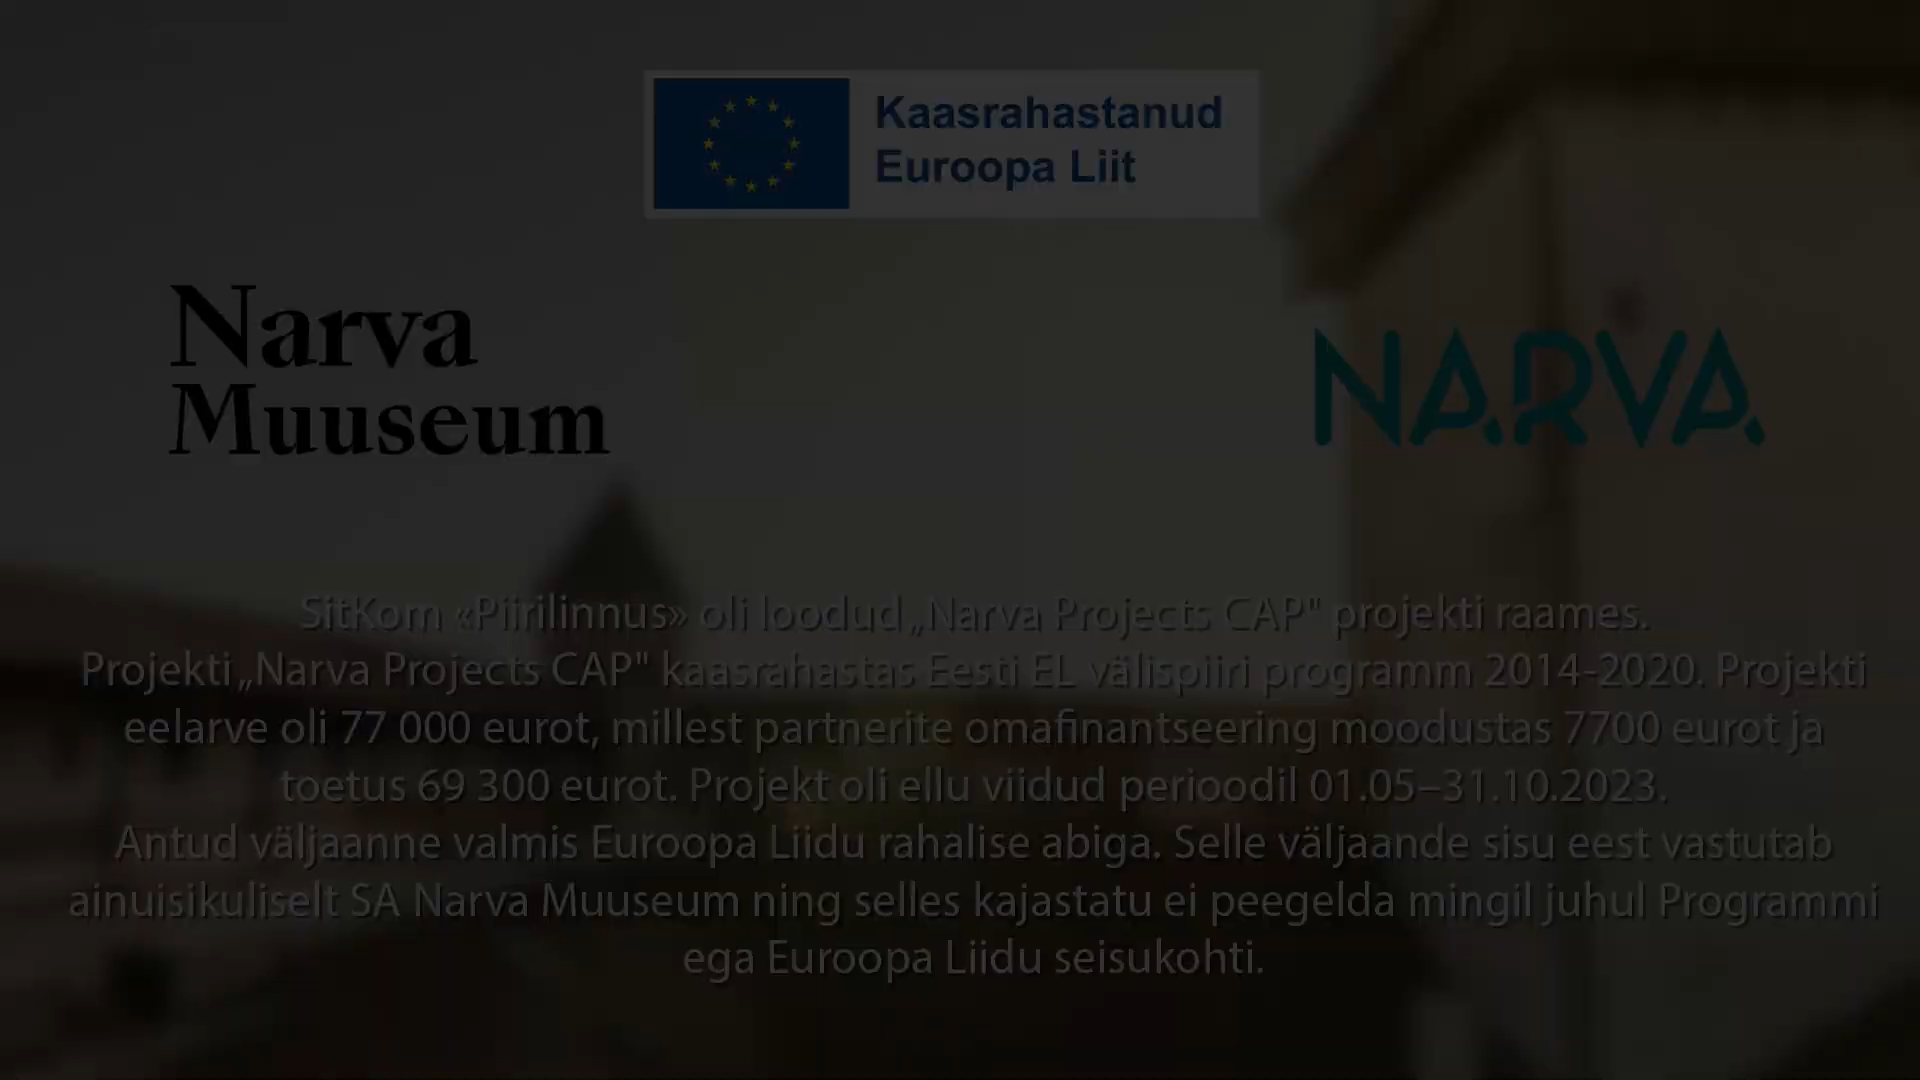 Kaasrahastanud
Euroopa Liit
Narva
Muuseum
NARVA
SitKom «Piirilinnus» oli loodud „Narva Projects CAP" projekti raames.
Projekti „Narva Projects CAP" kaasrahastas Eesti EL välispiiri programm 2014-2020. Projekti
eelarve oli 77 000 eurot, millest partnerite omafinantseering moodustas 7700 eurot ja
toetus 69 300 eurot. Projekt oli ellu viidud perioodil 01.05–31.10.2023.
Antud väljaanne valmis Euroopa Liidu rahalise abiga. Selle väljaande sisu eest vastutab
ainuisikuliselt SA Narva Muuseum ning selles kajastatu ei peegelda mingil juhul Programmi
ega Euroopa Liidu seisukohti.